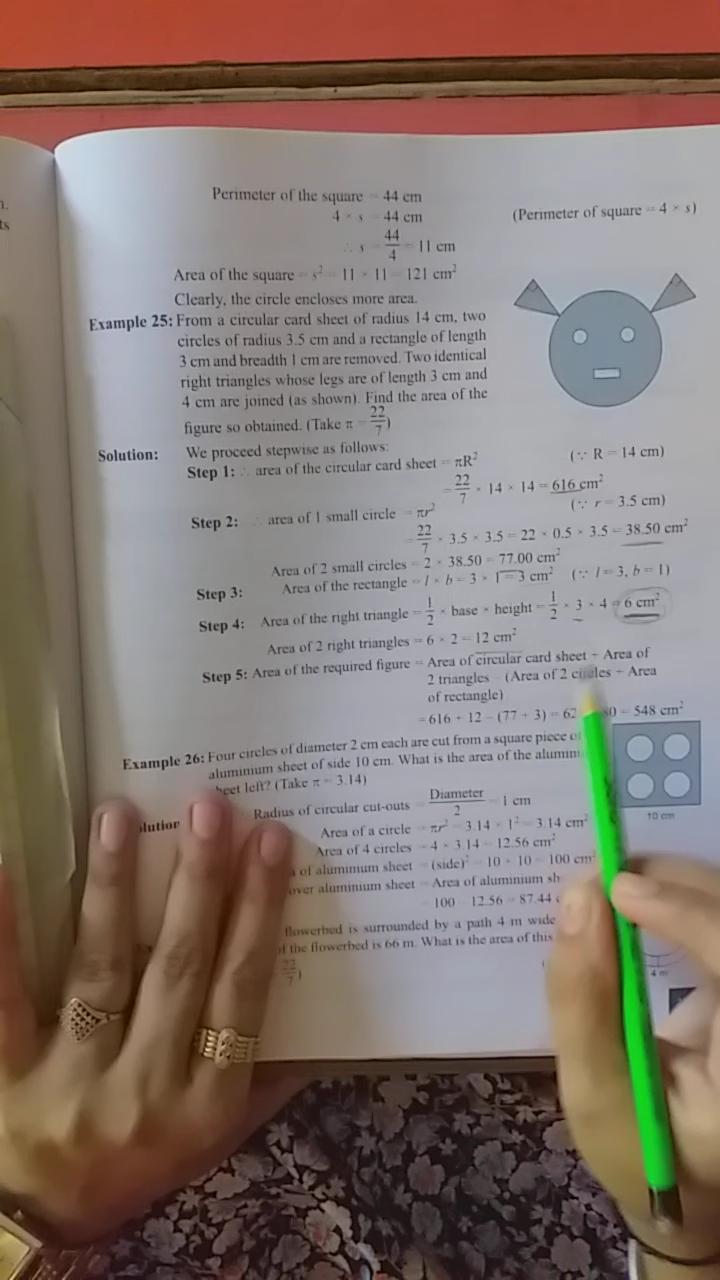 n.
ts
Perimeter of the square = 44 cm
4 × s = 44 cm (Perimeter of square = 4 × s)
∴ s = 44/4 = 11 cm
Area of the square = s² = 11 × 11 = 121 cm²
Clearly, the circle encloses more area.
Example 25: From a circular card sheet of radius 14 cm, two
circles of radius 3.5 cm and a rectangle of length
3 cm and breadth 1 cm are removed. Two identical
right triangles whose legs are of length 3 cm and
4 cm are joined (as shown). Find the area of the
figure so obtained. (Take π = 22/7)
Solution: We proceed stepwise as follows:
Step 1: ∴ area of the circular card sheet = πR² (∵ R = 14 cm)
= 22/7 × 14 × 14 = 616 cm²
Step 2: ∴ area of 1 small circle = πr² (∵ r = 3.5 cm)
= 22/7 × 3.5 × 3.5 = 22 × 0.5 × 3.5 = 38.50 cm²
Area of 2 small circles = 2 × 38.50 = 77.00 cm²
Step 3: Area of the rectangle = l × b = 3 × 1 = 3 cm² (∵ l = 3, b = 1)
Step 4: Area of the right triangle = 1/2 × base × height = 1/2 × 3 × 4 = 6 cm²
Area of 2 right triangles = 6 × 2 = 12 cm²
Step 5: Area of the required figure = Area of circular card sheet + Area of
2 triangles − (Area of 2 circles + Area
of rectangle)
= 616 + 12 − (77 + 3) = 62 80 = 548 cm²
Example 26: Four circles of diameter 2 cm each are cut from a square piece of
aluminium sheet of side 10 cm. What is the area of the alumin
heet left? (Take π = 3.14)
lution Radius of circular cut-outs = Diameter/2 = 1 cm
10 cm
Area of a circle = πr² = 3.14 × 1² = 3.14 cm²
Area of 4 circles = 4 × 3.14 = 12.56 cm²
a of aluminium sheet = (side)² = 10 × 10 = 100 cm²
over aluminium sheet = Area of aluminium sh
= 100 − 12.56 = 87.44 c
flowerbed is surrounded by a path 4 m wide
of the flowerbed is 66 m. What is the area of this
22/7)
4 m